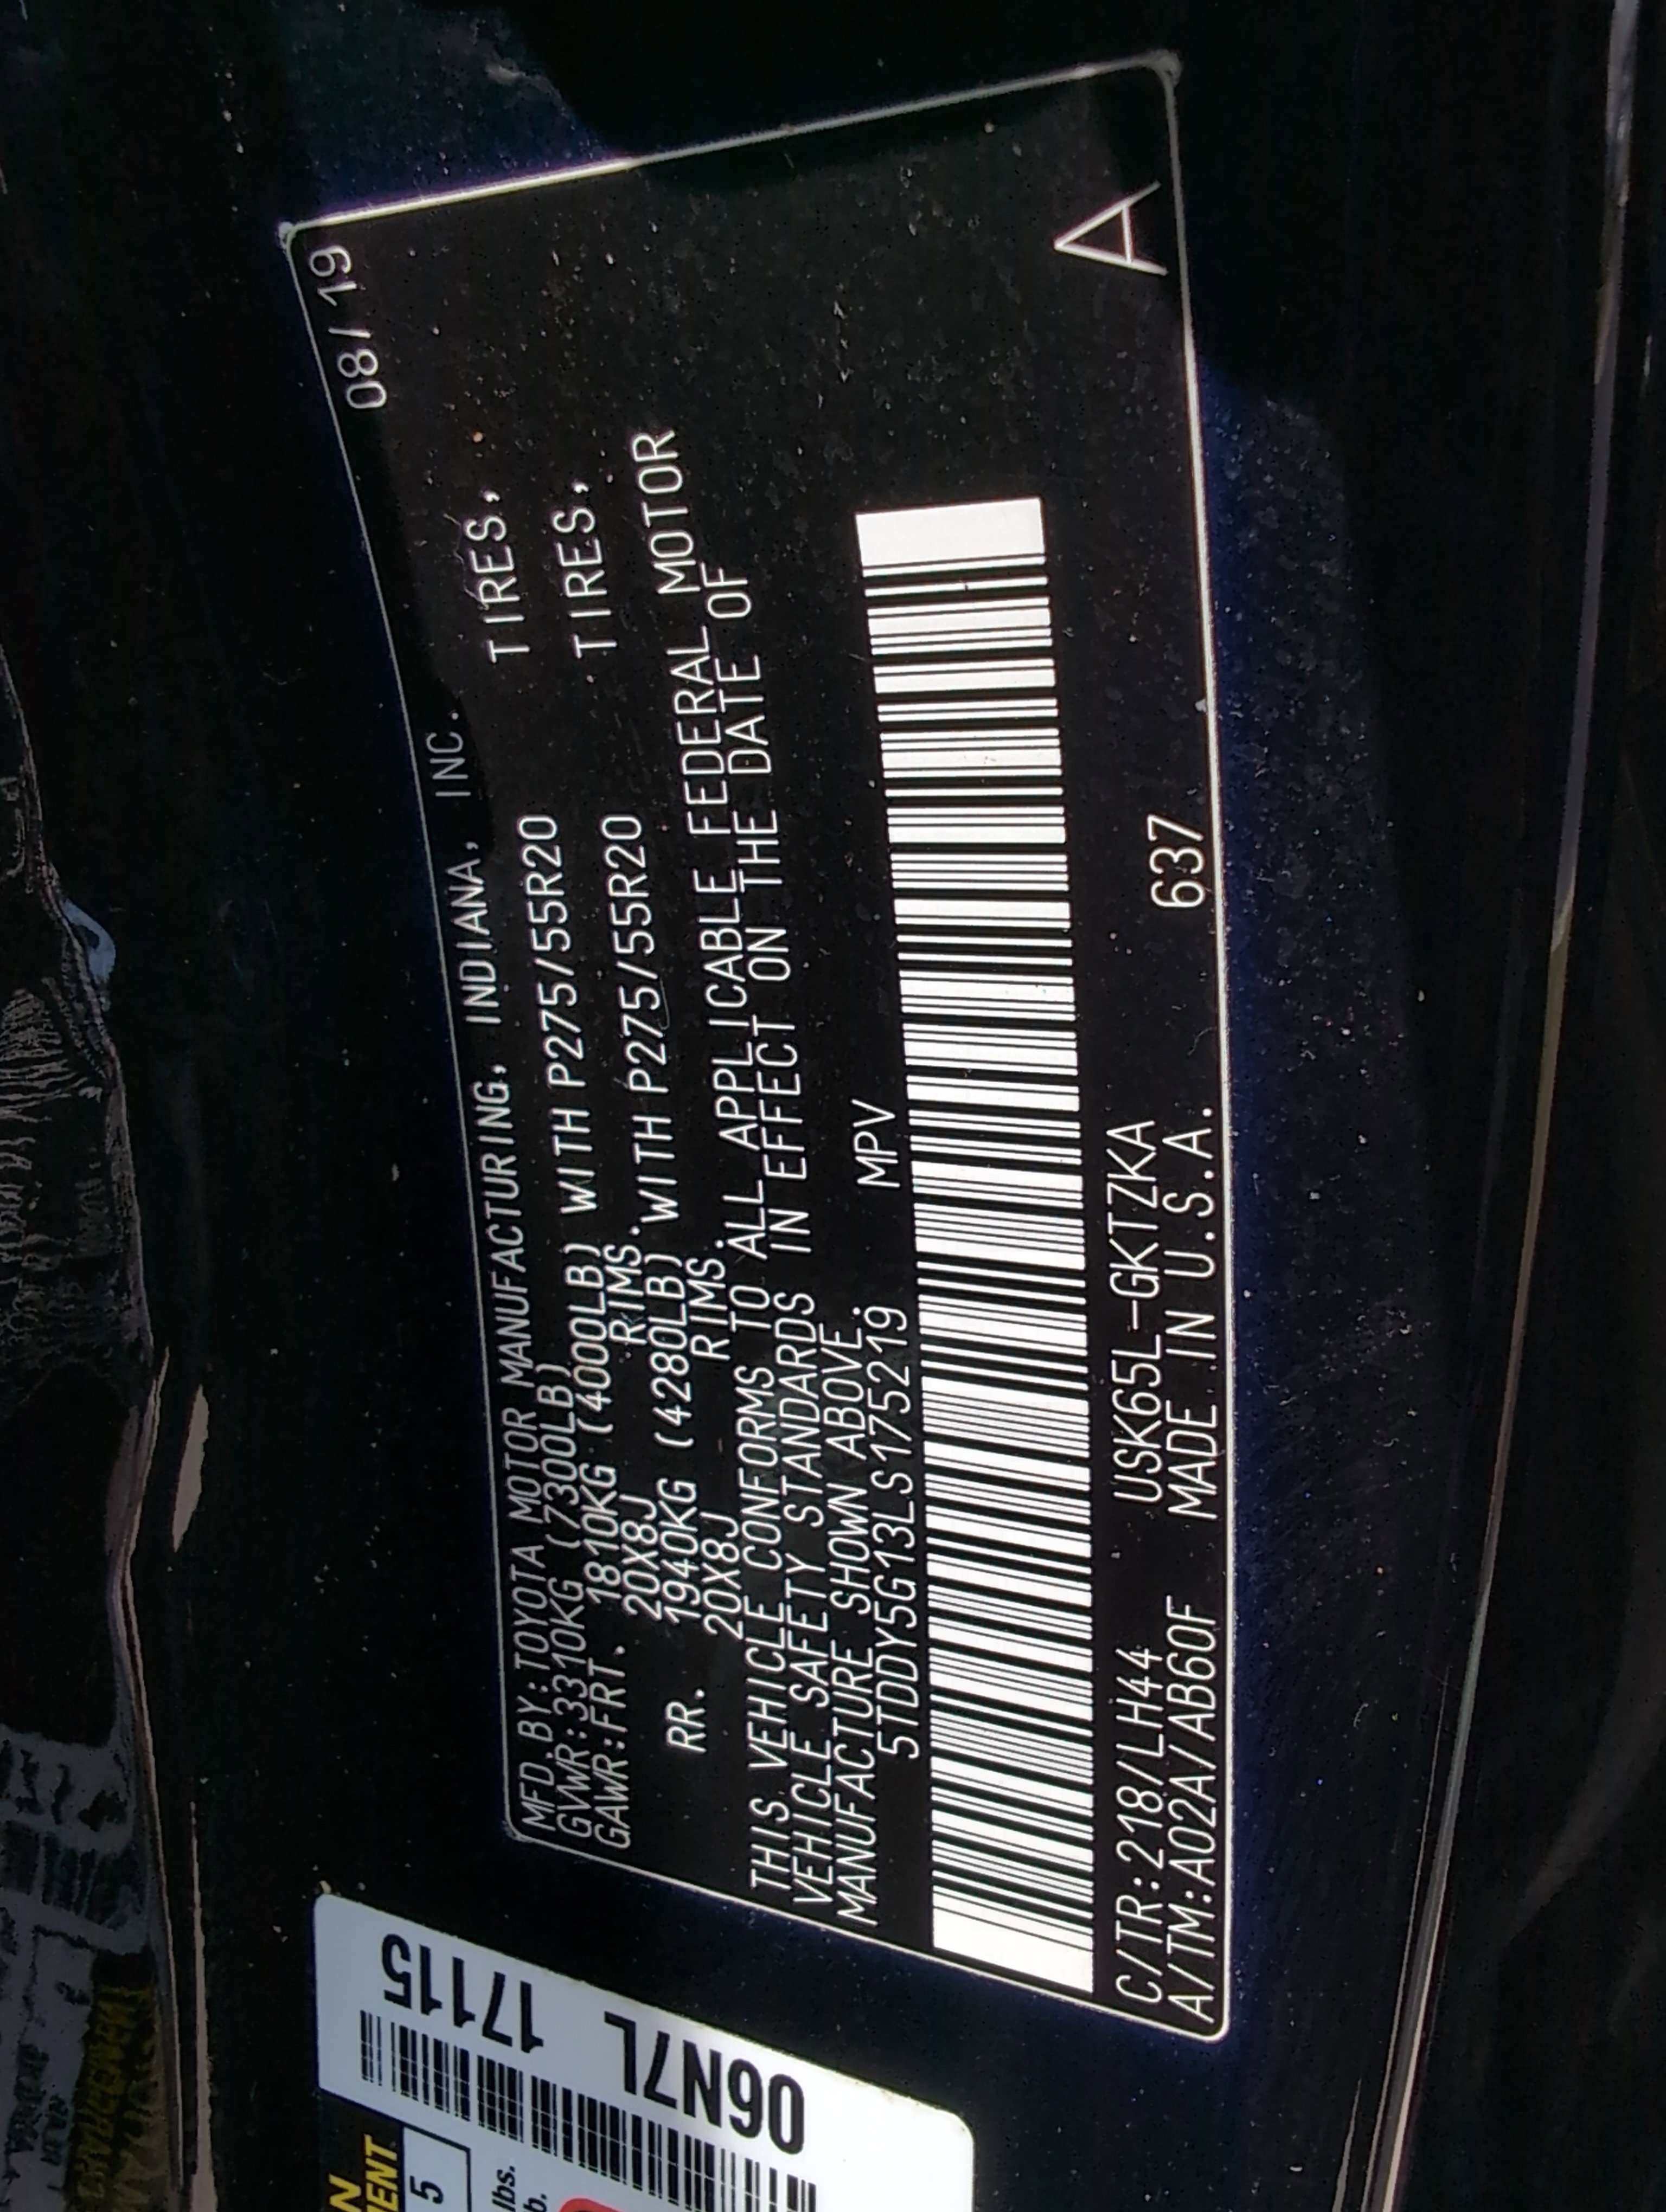 08/19
MFD.BY:TOYOTA MOTOR MANUFACTURING, INDIANA, INC.
GVWR:3310KG (7300LB)
GAWR:FRT. 1810KG (4000LB) WITH P275/55R20 TIRES,
20X8J RIMS.
RR. 1940KG (4280LB) WITH P275/55R20 TIRES,
20X8J RIMS.
THIS VEHICLE CONFORMS TO ALL APPLICABLE FEDERAL MOTOR
VEHICLE SAFETY STANDARDS IN EFFECT ON THE DATE OF
MANUFACTURE SHOWN ABOVE.
5TDDY5G13LS175219 MPV
C/TR:218/LH44 USK65L-GKTZKA
A/TM:A02A/AB60F MADE IN U.S.A. 637
A
06N7L 17115
5
lbs.